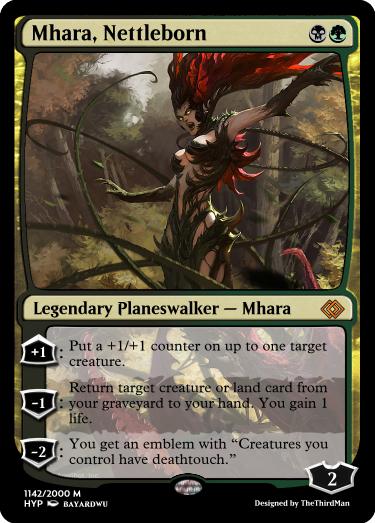 Mhara, Nettleborn
Legendary Planeswalker — Mhara
+1: Put a +1/+1 counter on up to one target
creature.
Return target creature or land card from
-1: your graveyard to your hand. You gain 1
life.
-2: You get an emblem with “Creatures you
control have deathtouch.”
2
1142/2000 M
HYP BAYARDWU
Designed by TheThirdMan